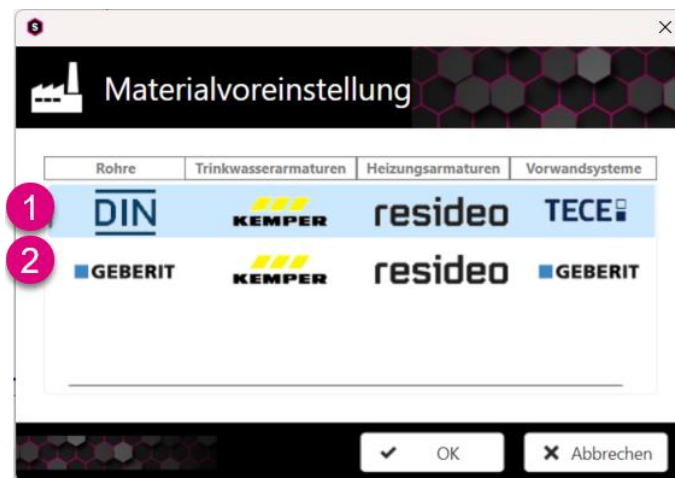 S
Materialvoreinstellung
Rohre Trinkwasserarmaturen Heizungsarmaturen Vorwandsysteme
1 DIN KEMPER resideo TECE
2 GEBERIT KEMPER resideo GEBERIT
OK Abbrechen